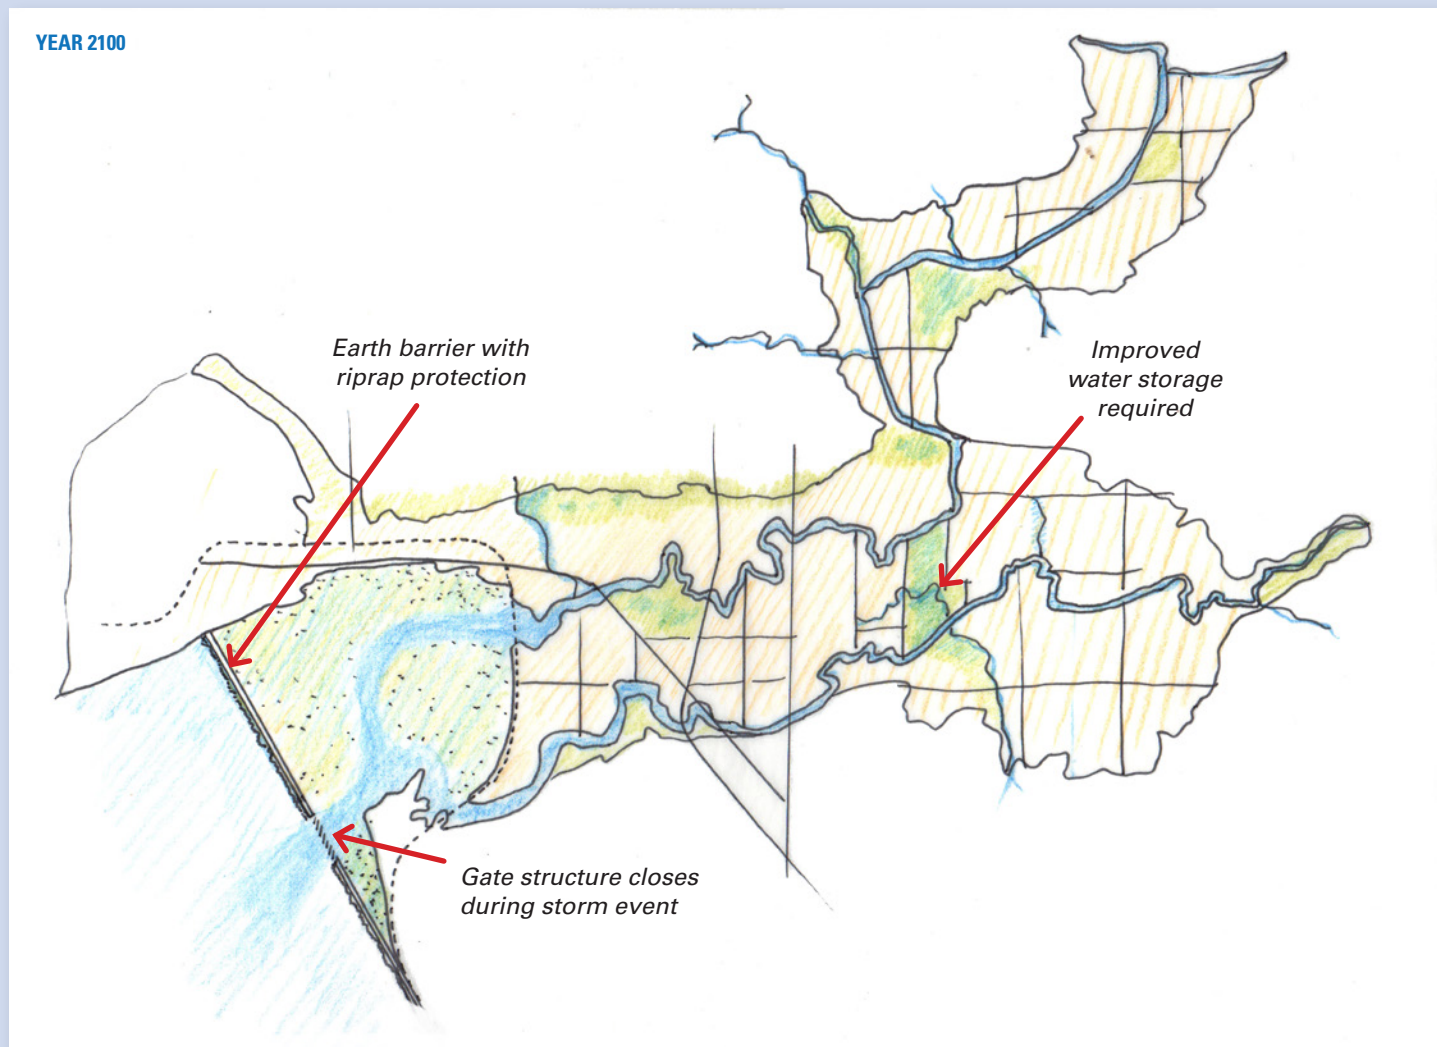 YEAR 2100
Earth barrier with
riprap protection
Improved
water storage
required
Gate structure closes
during storm event